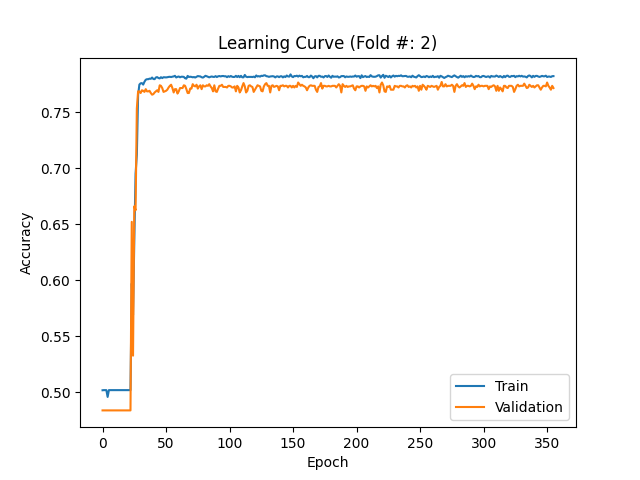 Learning Curve (Fold #: 2)
Accuracy
0.75
0.70
0.65
0.60
0.55
0.50
Train
Validation
0 50 100 150 200 250 300 350
Epoch